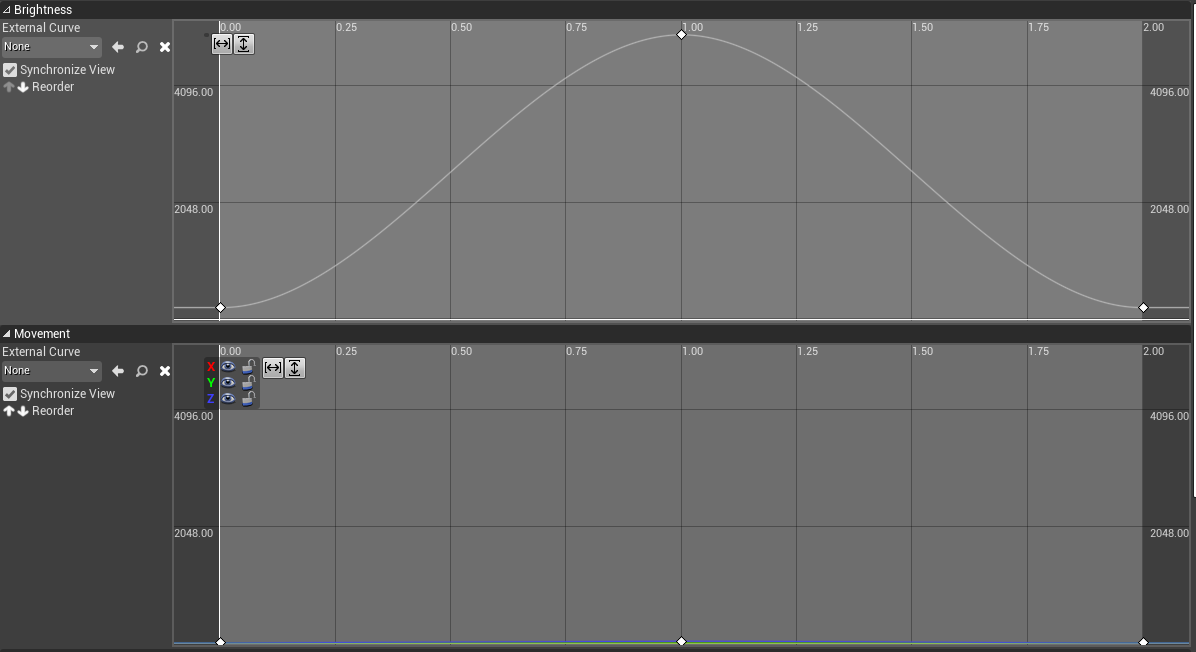 Brightness
External Curve
None
Synchronize View
Reorder
0.00 0.25 0.50 0.75 1.00 1.25 1.50 1.75 2.00
4096.00 4096.00
2048.00 2048.00
Movement
External Curve
None
Synchronize View
Reorder
0.00 0.25 0.50 0.75 1.00 1.25 1.50 1.75 2.00
X
Y
Z
4096.00 4096.00
2048.00 2048.00